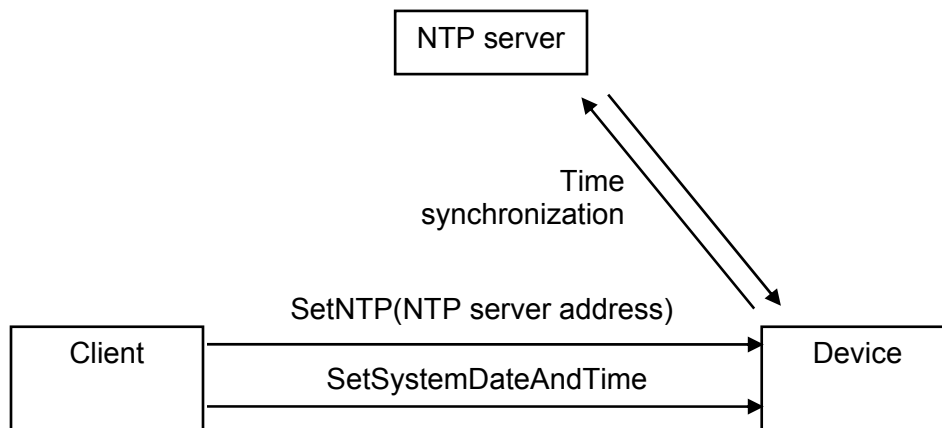 NTP server
Time
synchronization
SetNTP(NTP server address)
Client
Device
SetSystemDateAndTime